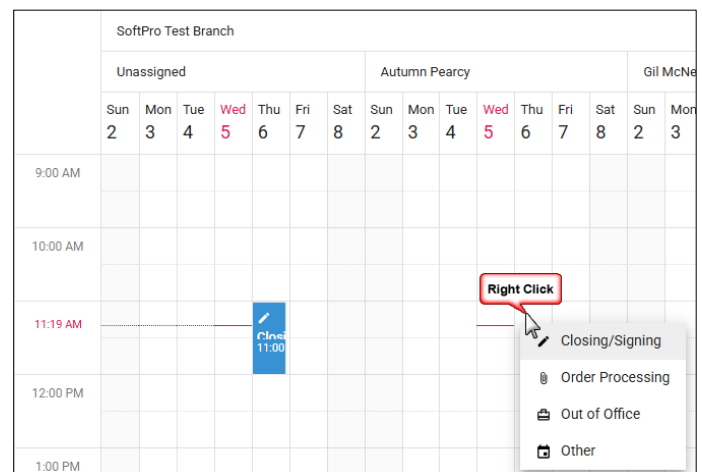 SoftPro Test Branch
Unassigned Autumn Pearcy Gil McNe
Sun Mon Tue Wed Thu Fri Sat Sun Mon Tue Wed Thu Fri Sat Sun Mon
2 3 4 5 6 7 8 2 3 4 5 6 7 8 2 3
9:00 AM
10:00 AM
Right Click
11:19 AM
Closi
11:00
Closing/Signing
Order Processing
12:00 PM
Out of Office
Other
1:00 PM